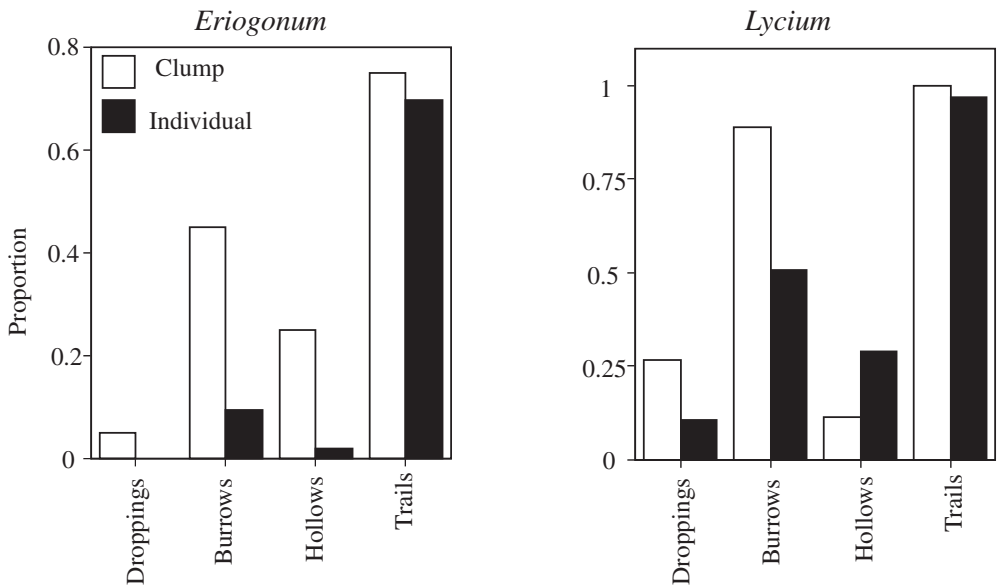 Eriogonum
Lycium
Clump
Individual
Proportion
0.8
0.6
0.4
0.2
0
Droppings
Burrows
Hollows
Trails
1
0.75
0.5
0.25
0
Droppings
Burrows
Hollows
Trails